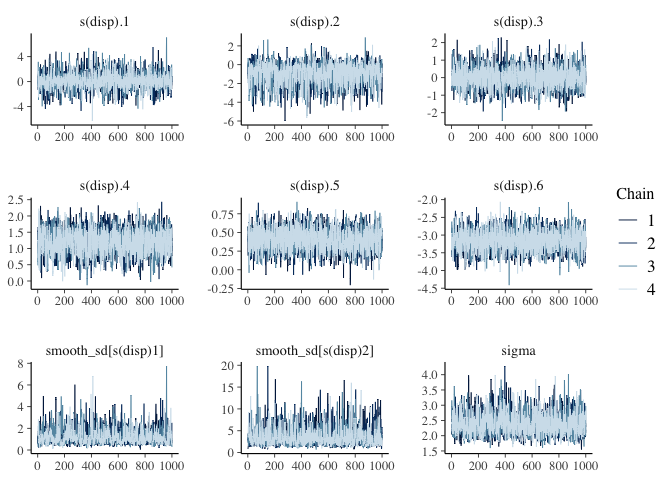 s(disp).1 s(disp).2 s(disp).3
4 0 -4
2 0 -2 -4 -6
2 1 0 -1 -2
0 200 400 600 800 1000 0 200 400 600 800 1000 0 200 400 600 800 1000
s(disp).4 s(disp).5 s(disp).6
2.5 2.0 1.5 1.0 0.5 0.0
0.75 0.50 0.25 0.00 -0.25
-2.0 -2.5 -3.0 -3.5 -4.0 -4.5
0 200 400 600 800 1000 0 200 400 600 800 1000 0 200 400 600 800 1000
Chain
1
2
3
4
smooth_sd[s(disp)1] smooth_sd[s(disp)2] sigma
8 6 4 2 0
20 15 10 5 0
4.0 3.5 3.0 2.5 2.0 1.5
0 200 400 600 800 1000 0 200 400 600 800 1000 0 200 400 600 800 1000